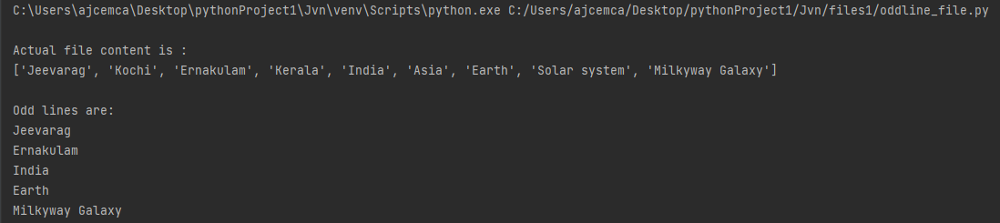 C:\Users\ajcemca\Desktop\pythonProject1\Jvn\venv\Scripts\python.exe C:/Users/ajcemca/Desktop/pythonProject1/Jvn/files1/oddline_file.py
Actual file content is :
['Jeevarag', 'Kochi', 'Ernakulam', 'Kerala', 'India', 'Asia', 'Earth', 'Solar system', 'Milkyway Galaxy']
Odd lines are:
Jeevarag
Ernakulam
India
Earth
Milkyway Galaxy